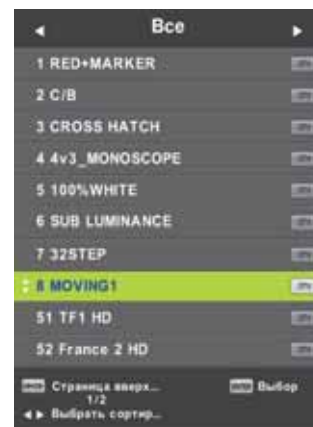 Все
1 RED+MARKER
2 C/B
3 CROSS HATCH
4 4v3_MONOSCOPE
5 100%WHITE
6 SUB LUMINANCE
7 32STEP
8 MOVING1
51 TF1 HD
52 France 2 HD
Страница вверх... Выбор
1/2
Выбрать сортир...